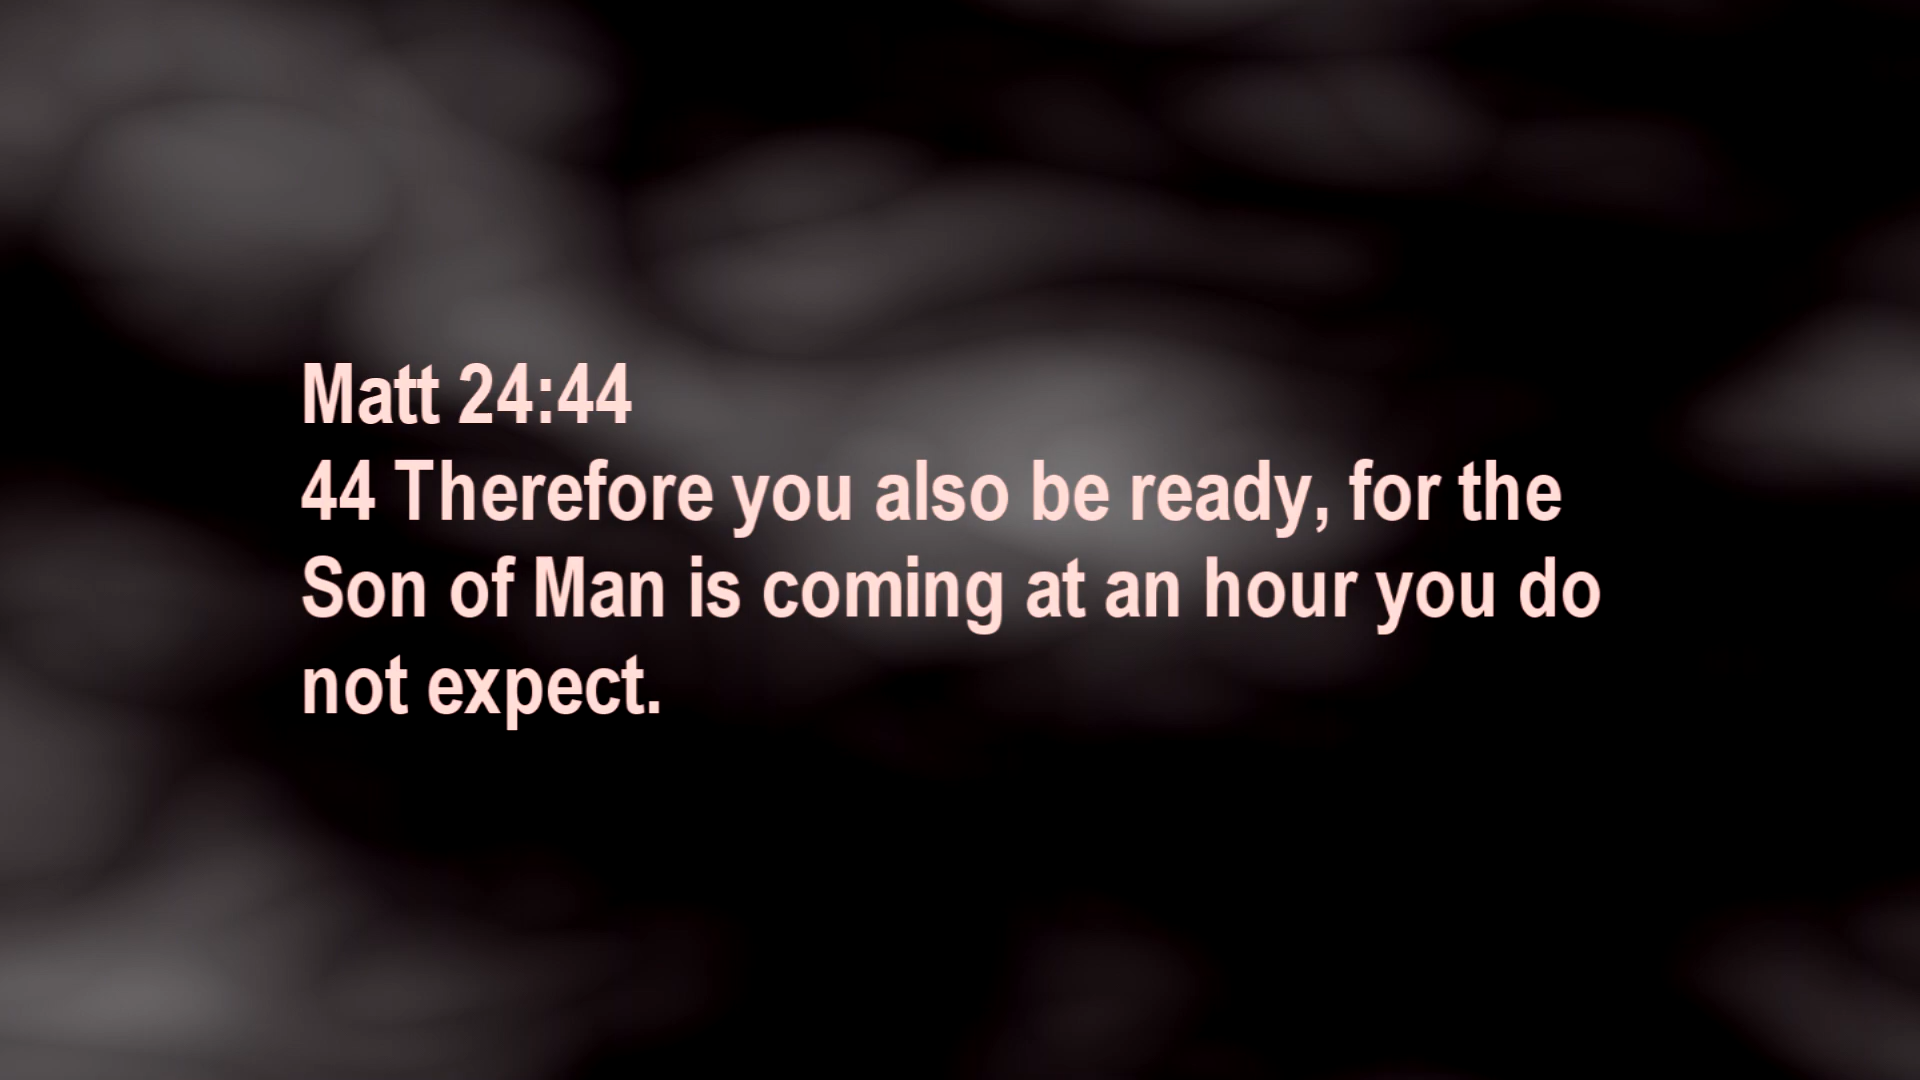 Matt 24:44
44 Therefore you also be ready, for the
Son of Man is coming at an hour you do
not expect.